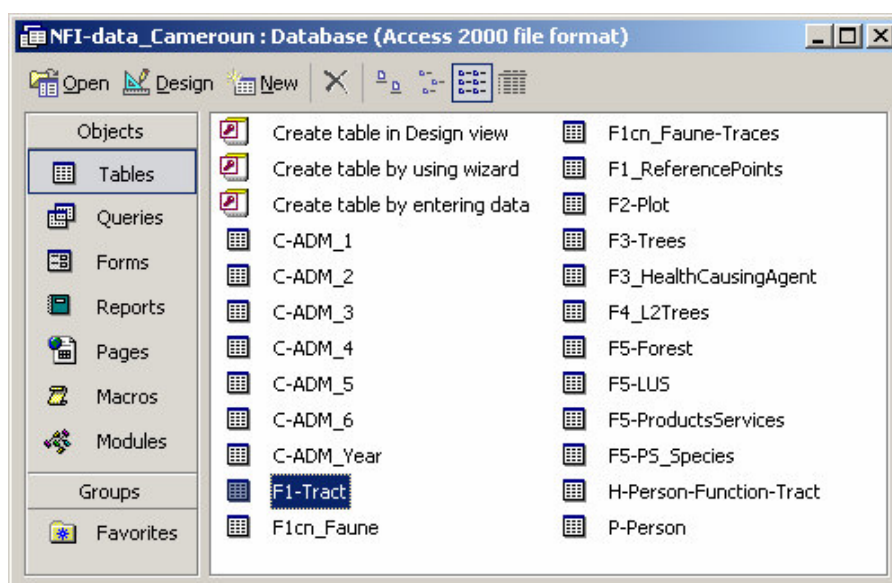 NFI-data_Cameroun : Database (Access 2000 file format)
Open Design New
Objects
Tables
Queries
Forms
Reports
Pages
Macros
Modules
Groups
Favorites
Create table in Design view
Create table by using wizard
Create table by entering data
C-ADM_1
C-ADM_2
C-ADM_3
C-ADM_4
C-ADM_5
C-ADM_6
C-ADM_Year
F1-Tract
F1cn_Faune
F1cn_Faune-Traces
F1_ReferencePoints
F2-Plot
F3-Trees
F3_HealthCausingAgent
F4_L2Trees
F5-Forest
F5-LUS
F5-ProductsServices
F5-PS_Species
H-Person-Function-Tract
P-Person